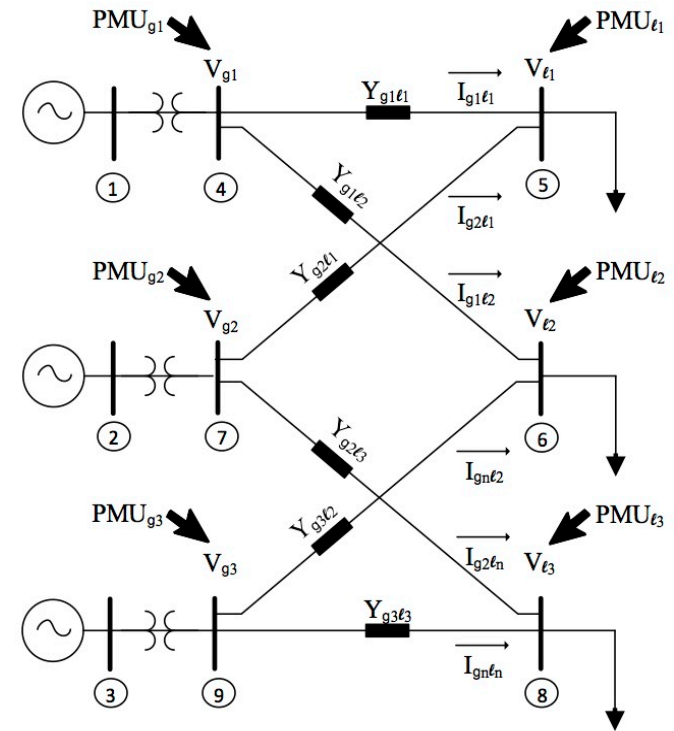 PMUg1
PMUℓ1
Vg1
Vℓ1
Yg1ℓ1
Ig1ℓ1
1
4
5
Yg1ℓ2
Ig2ℓ1
Yg2ℓ1
PMUg2
Ig1ℓ2
PMUℓ2
Vg2
Vℓ2
2
7
6
Yg2ℓ3
Ignℓ2
Yg3ℓ2
PMUg3
Ig2ℓn
PMUℓ3
Vg3
Vℓ3
Yg3ℓ3
Ignℓn
3
9
8